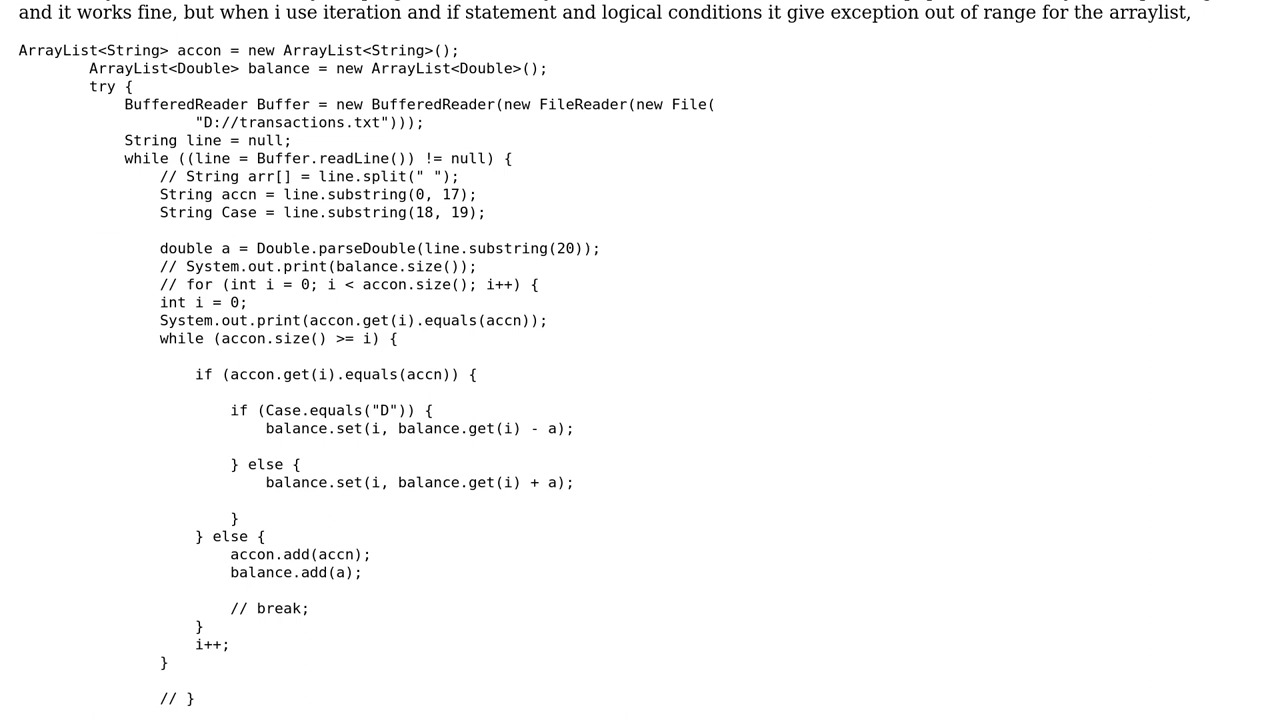 and it works fine, but when i use iteration and if statement and logical conditions it give exception out of range for the arraylist,
ArrayList<String> accon = new ArrayList<String>();
ArrayList<Double> balance = new ArrayList<Double>();
try {
BufferedReader Buffer = new BufferedReader(new FileReader(new File(
"D://transactions.txt")));
String line = null;
while ((line = Buffer.readLine()) != null) {
// String arr[] = line.split(" ");
String accn = line.substring(0, 17);
String Case = line.substring(18, 19);
double a = Double.parseDouble(line.substring(20));
// System.out.print(balance.size());
// for (int i = 0; i < accon.size(); i++) {
int i = 0;
System.out.print(accon.get(i).equals(accn));
while (accon.size() >= i) {
if (accon.get(i).equals(accn)) {
if (Case.equals("D")) {
balance.set(i, balance.get(i) - a);
} else {
balance.set(i, balance.get(i) + a);
}
} else {
accon.add(accn);
balance.add(a);
// break;
}
i++;
}
// }